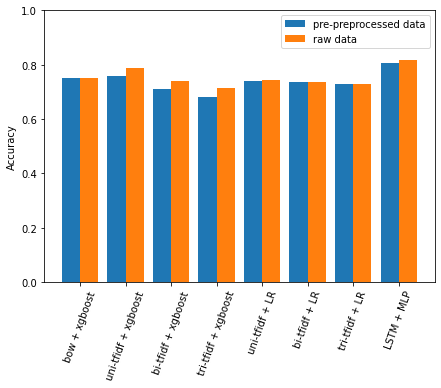 1.0
0.8
0.6
0.4
0.2
0.0
Accuracy
pre-preprocessed data
raw data
bow + xgboost
uni-tfidf + xgboost
bi-tfidf + xgboost
tri-tfidf + xgboost
uni-tfidf + LR
bi-tfidf + LR
tri-tfidf + LR
LSTM + MLP